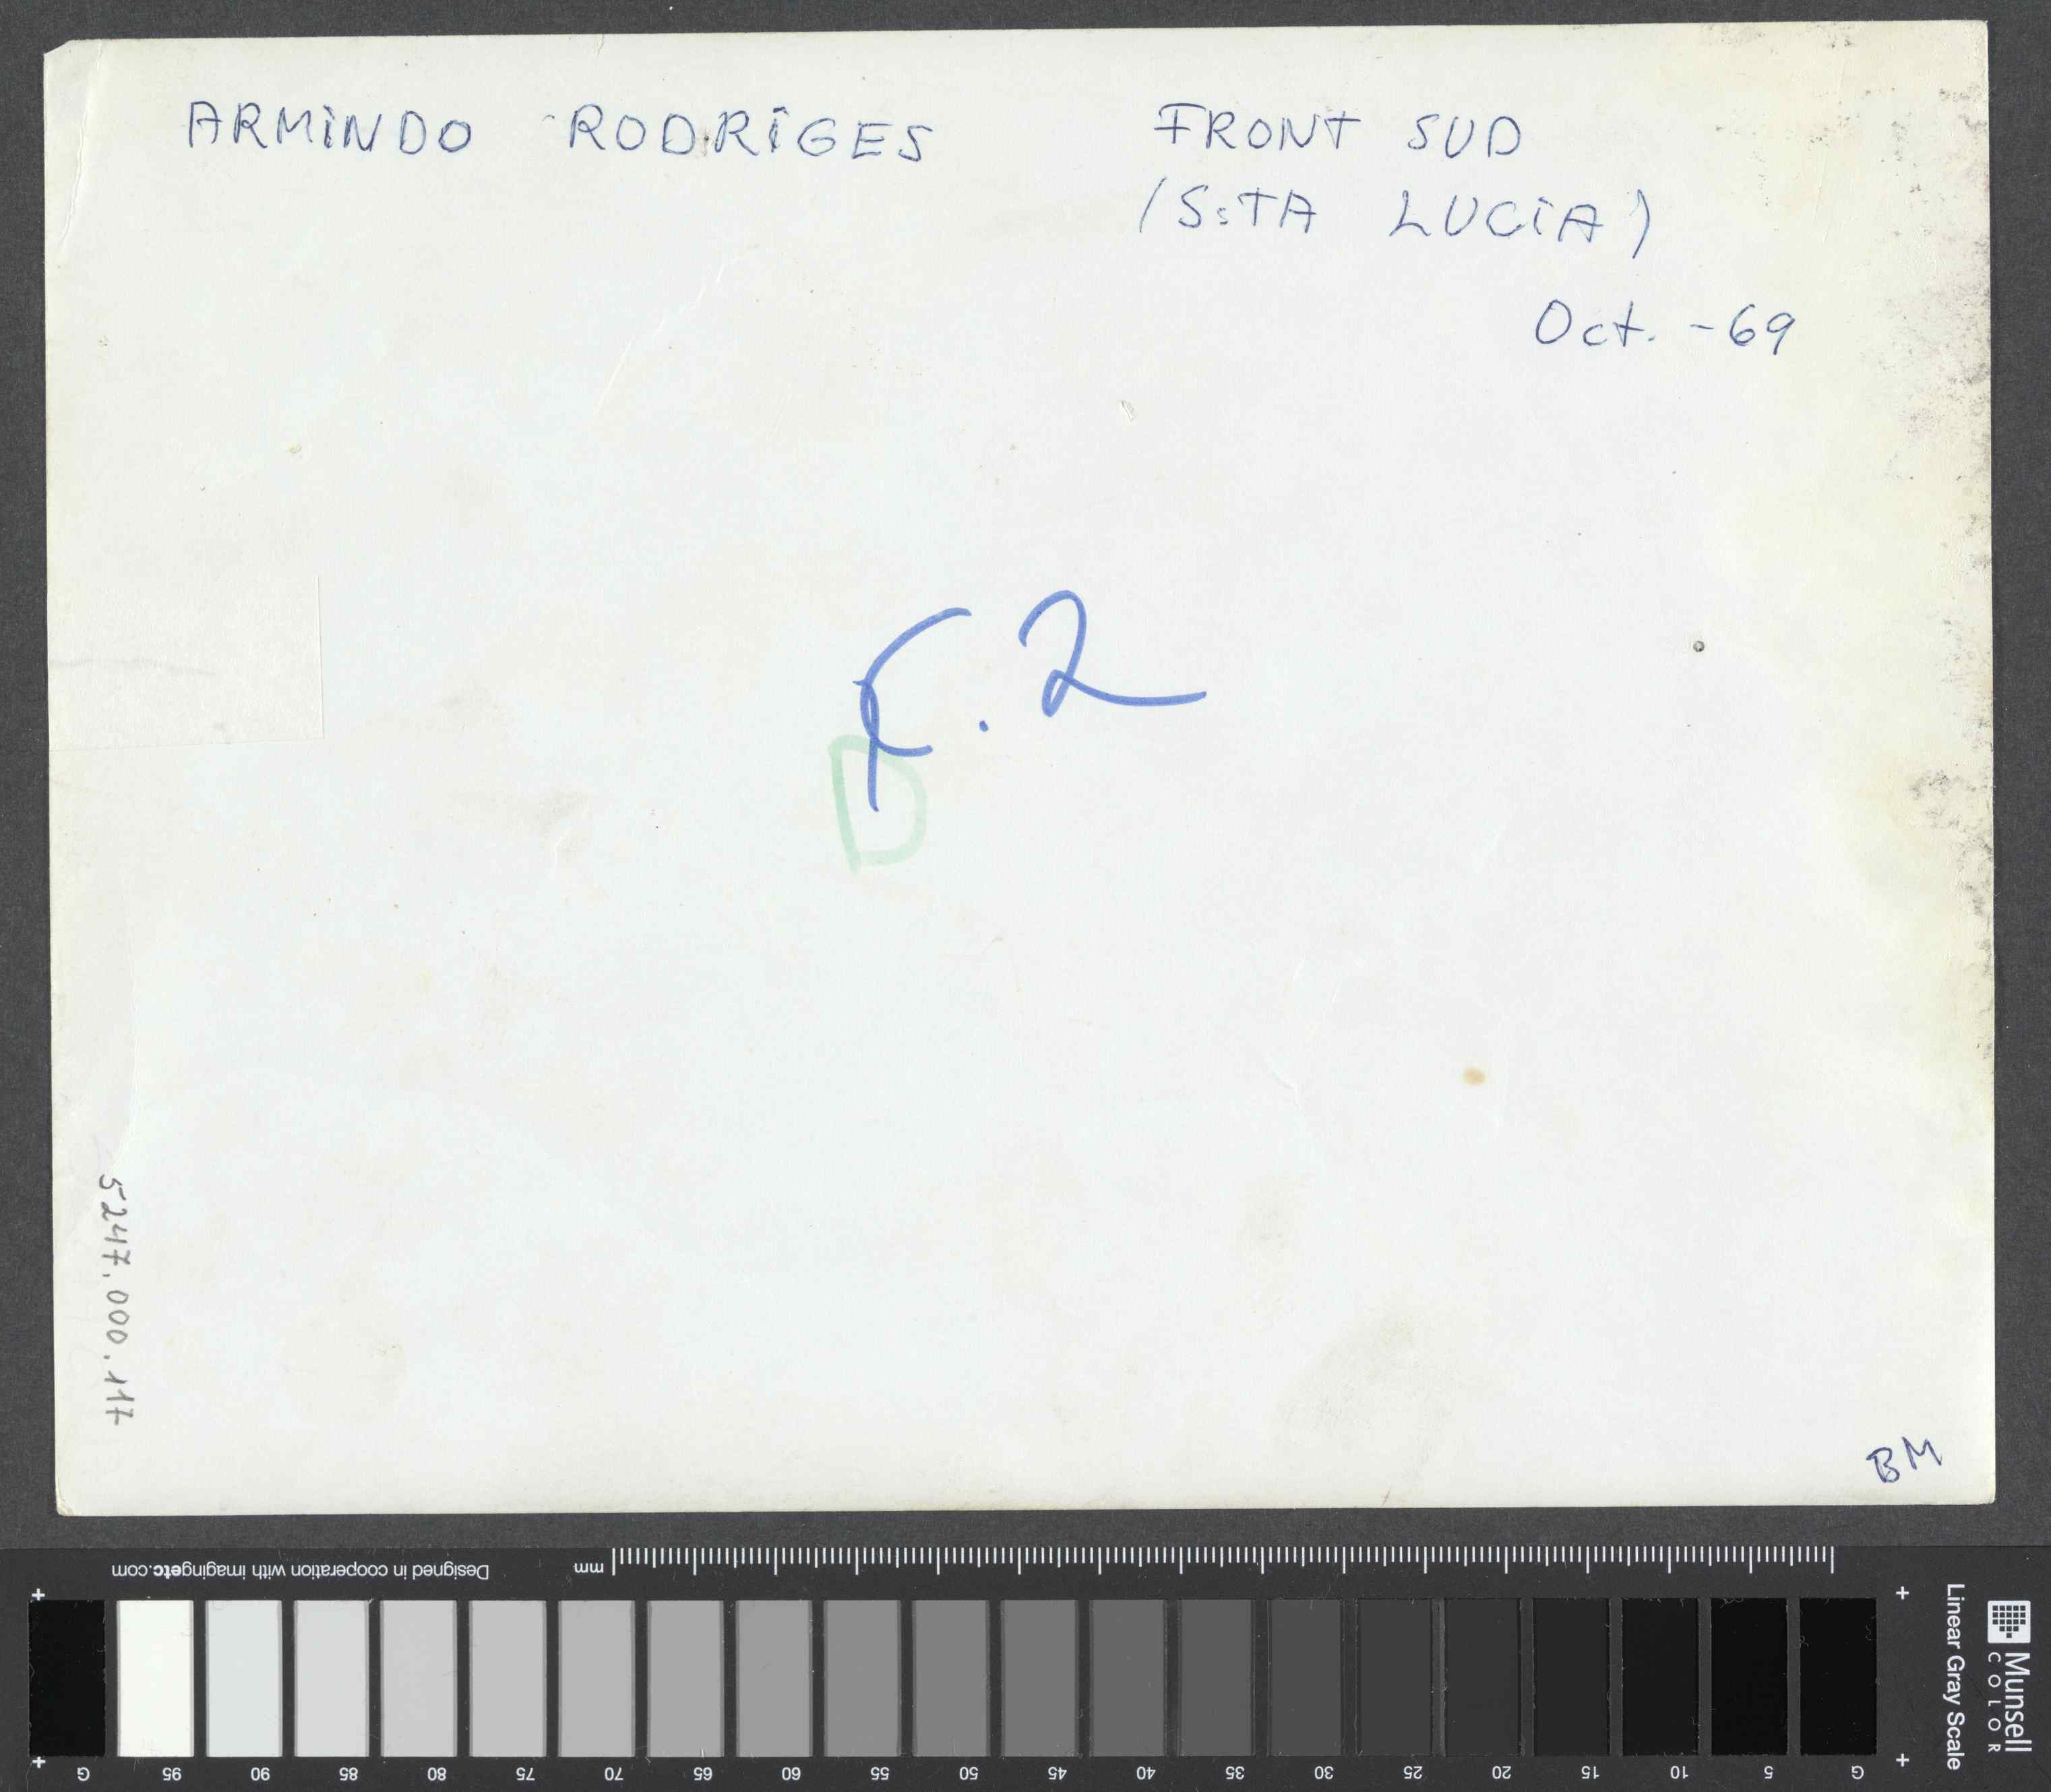 ARMINDO RODRIGES
FRONT SUD
(S:TA LUCIA)
Oct. -69
F. 2
D
5247.000.117
BM
Designed in cooperation with imagingetc.com
mm
G 95 90 85 80 75 70 65 60 55 50 45 40 35 30 25 20 15 10 5 G
Linear Gray Scale
Munsell
COLOR